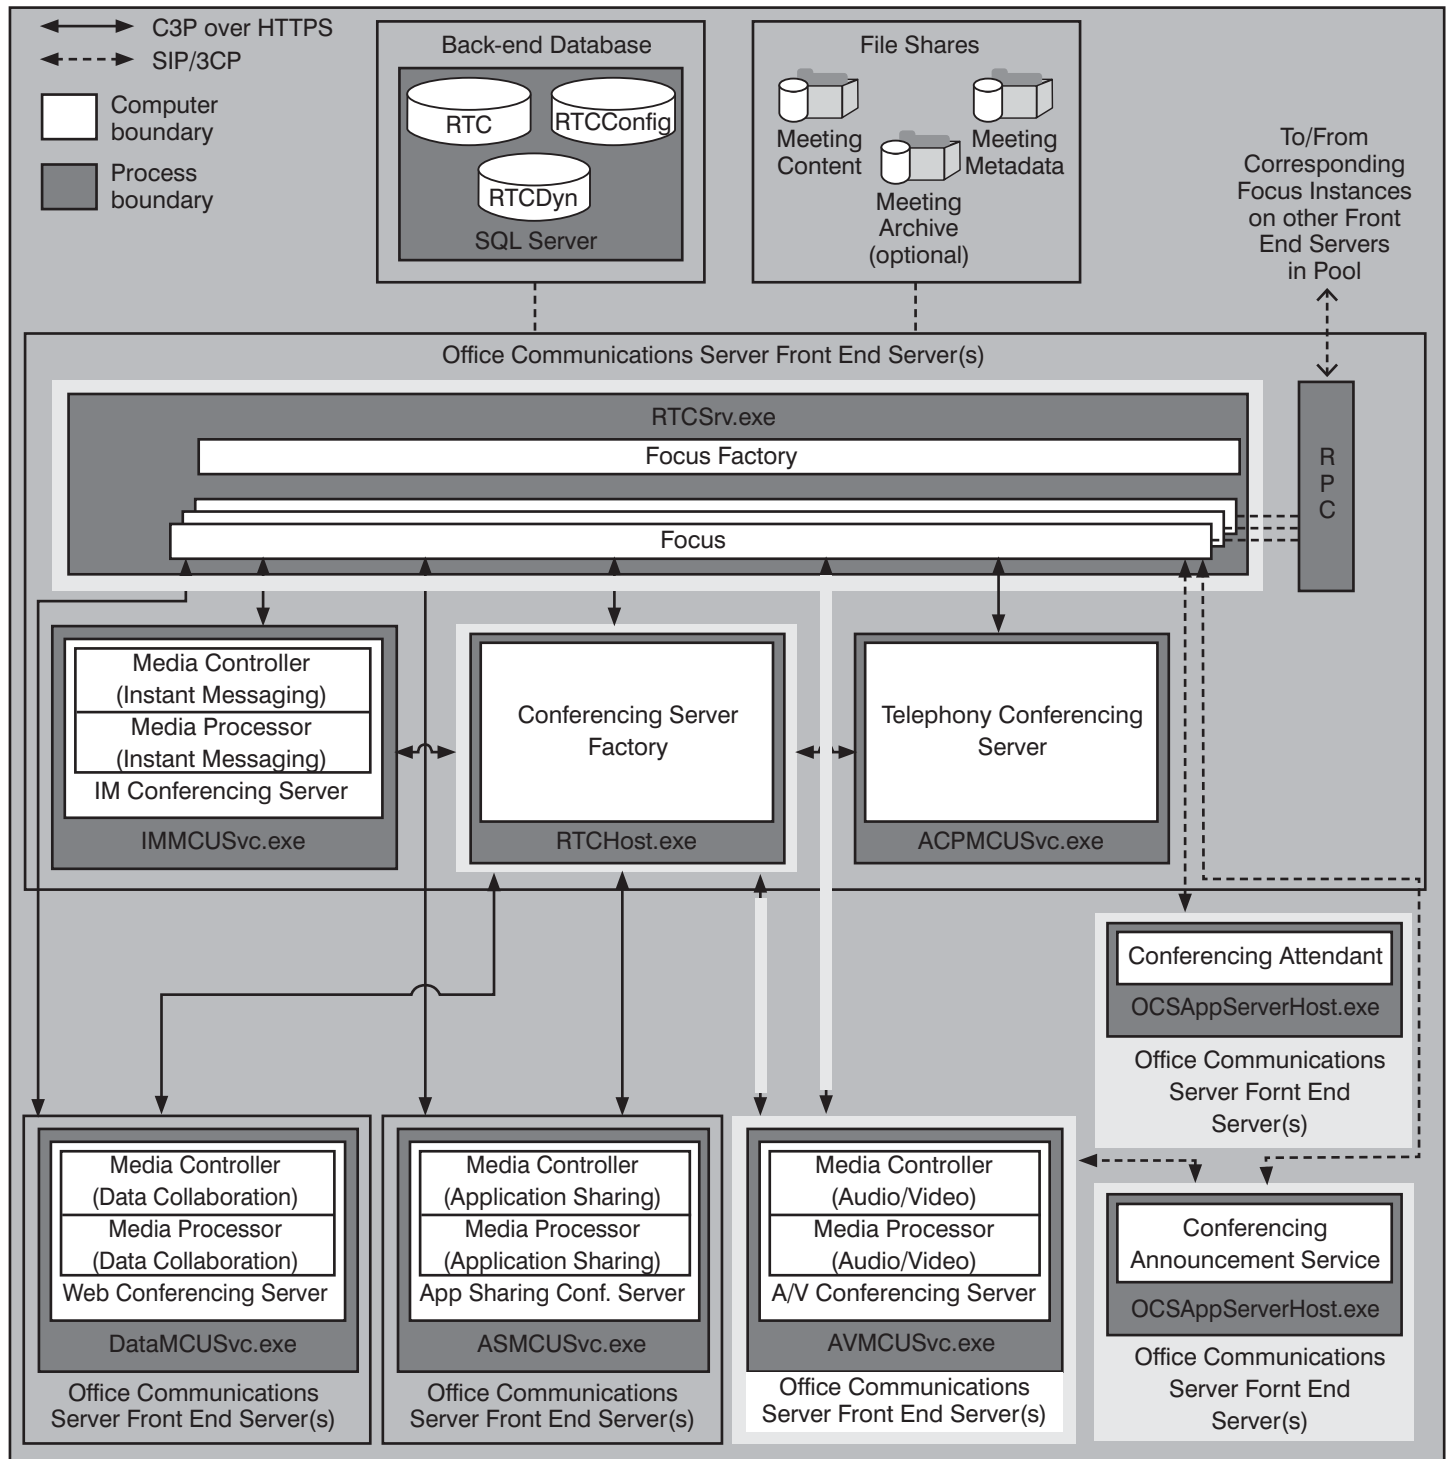 C3P over HTTPS
SIP/3CP
Computer
boundary
Process
boundary
Back-end Database
RTC
RTCConfig
RTCDyn
SQL Server
File Shares
Meeting
Content
Meeting
Metadata
Meeting
Archive
(optional)
To/From
Corresponding
Focus Instances
on other Front
End Servers
in Pool
Office Communications Server Front End Server(s)
RTCSrv.exe
Focus Factory
Focus
R
P
C
Media Controller
(Instant Messaging)
Media Processor
(Instant Messaging)
IM Conferencing Server
IMMCUSvc.exe
Conferencing Server
Factory
RTCHost.exe
Telephony Conferencing
Server
ACPMCUSvc.exe
Conferencing Attendant
OCSAppServerHost.exe
Office Communications
Server Fornt End
Server(s)
Media Controller
(Data Collaboration)
Media Processor
(Data Collaboration)
Web Conferencing Server
DataMCUSvc.exe
Office Communications
Server Front End Server(s)
Media Controller
(Application Sharing)
Media Processor
(Application Sharing)
App Sharing Conf. Server
ASMCUSvc.exe
Office Communications
Server Front End Server(s)
Media Controller
(Audio/Video)
Media Processor
(Audio/Video)
A/V Conferencing Server
AVMCUSvc.exe
Office Communications
Server Front End Server(s)
Conferencing
Announcement Service
OCSAppServerHost.exe
Office Communications
Server Fornt End
Server(s)